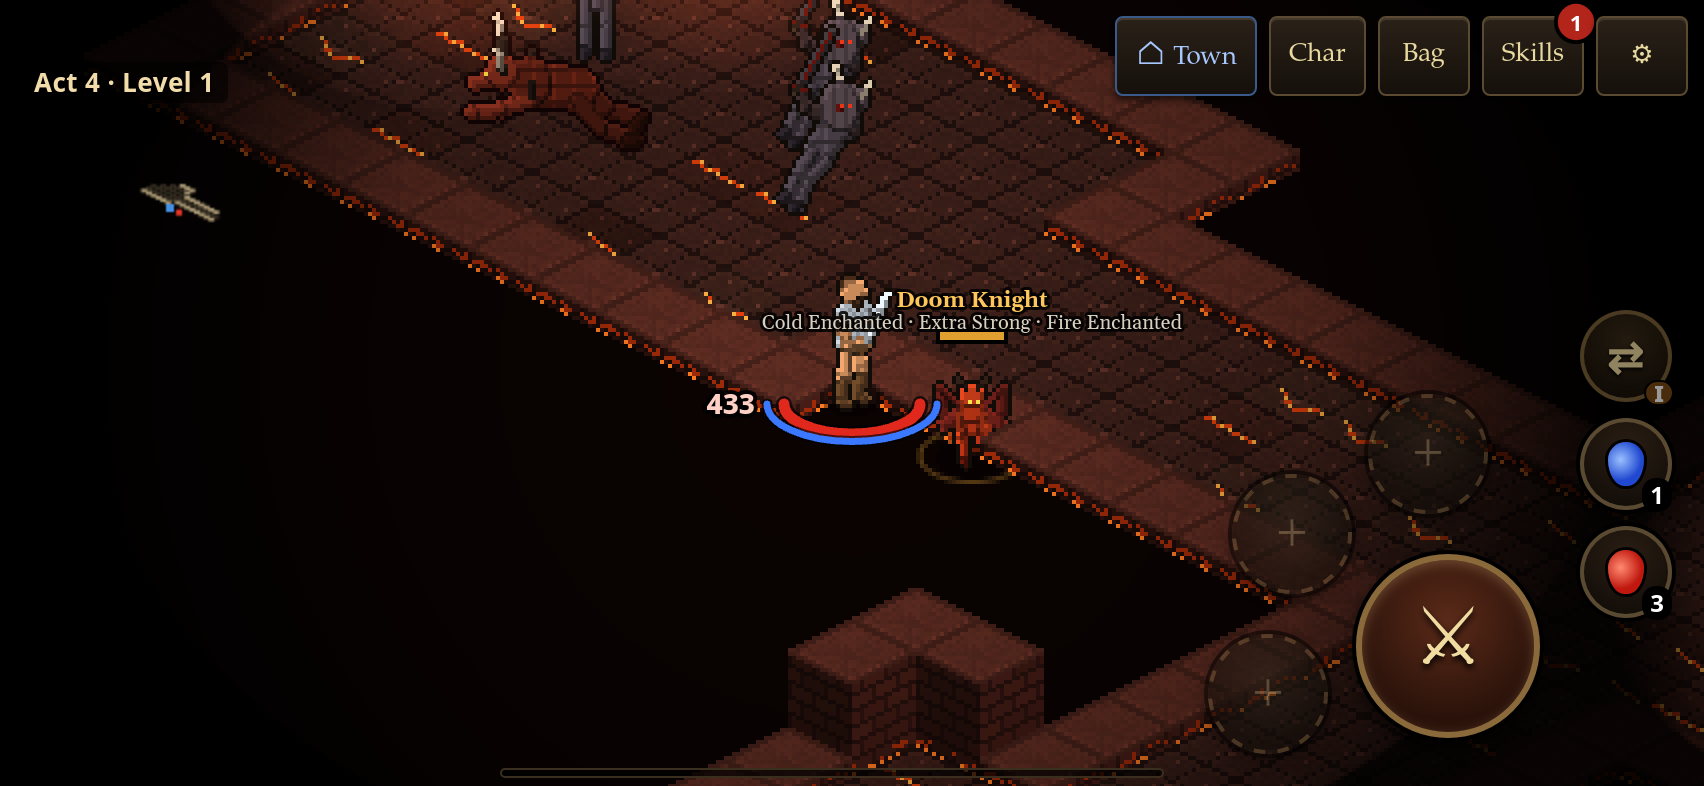 Act 4 · Level 1
Town
Char
Bag
Skills
1
Doom Knight
Cold Enchanted · Extra Strong · Fire Enchanted
433
I
1
3